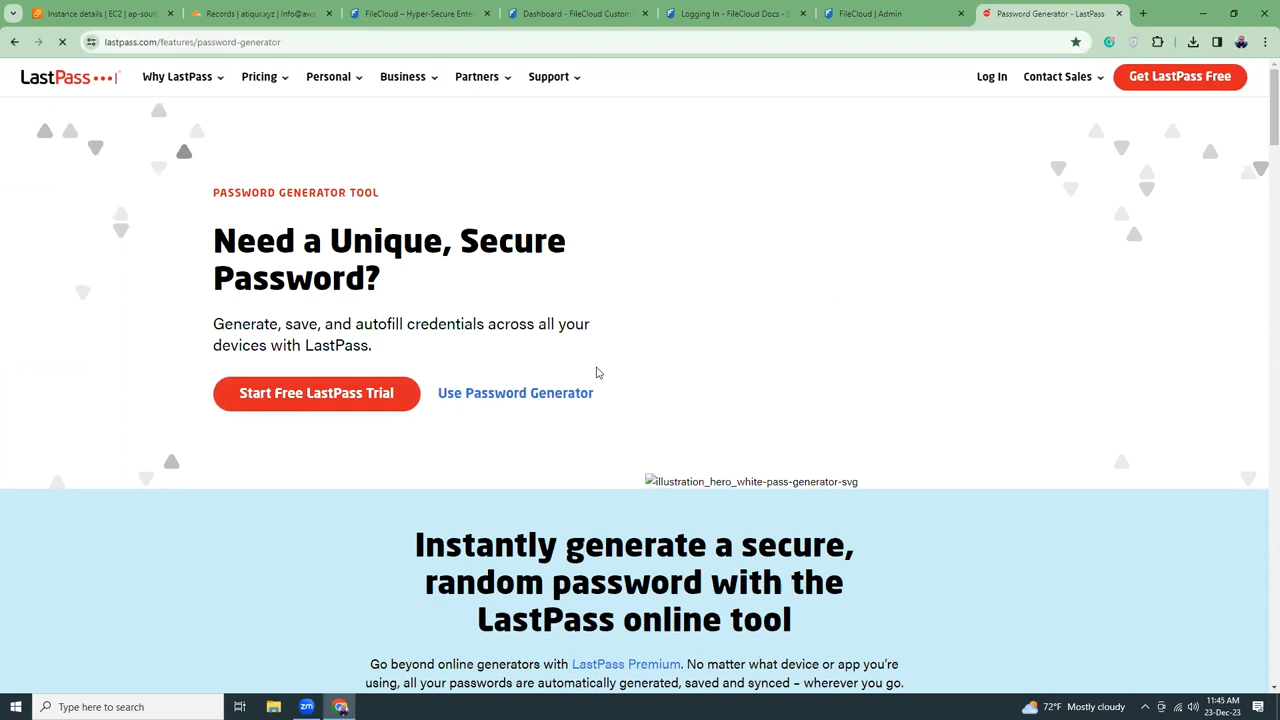 Instance details | EC2 | ap-south
Records | atiqur.xyz | Info@aws
FileCloud – Hyper-Secure Enter
Dashboard - FileCloud Custom
Logging In - FileCloud Docs - S
FileCloud | Admin
Password Generator - LastPass
lastpass.com/features/password-generator
LastPass
Why LastPass
Pricing
Personal
Business
Partners
Support
Log In
Contact Sales
Get LastPass Free
PASSWORD GENERATOR TOOL
Need a Unique, Secure
Password?
Generate, save, and autofill credentials across all your
devices with LastPass.
Start Free LastPass Trial
Use Password Generator
illustration_hero_white-pass-generator-svg
Instantly generate a secure,
random password with the
LastPass online tool
Go beyond online generators with LastPass Premium. No matter what device or app you're
using, all your passwords are automatically generated, saved and synced – wherever you go.
Type here to search
zm
72°F Mostly cloudy
11:45 AM
23-Dec-23